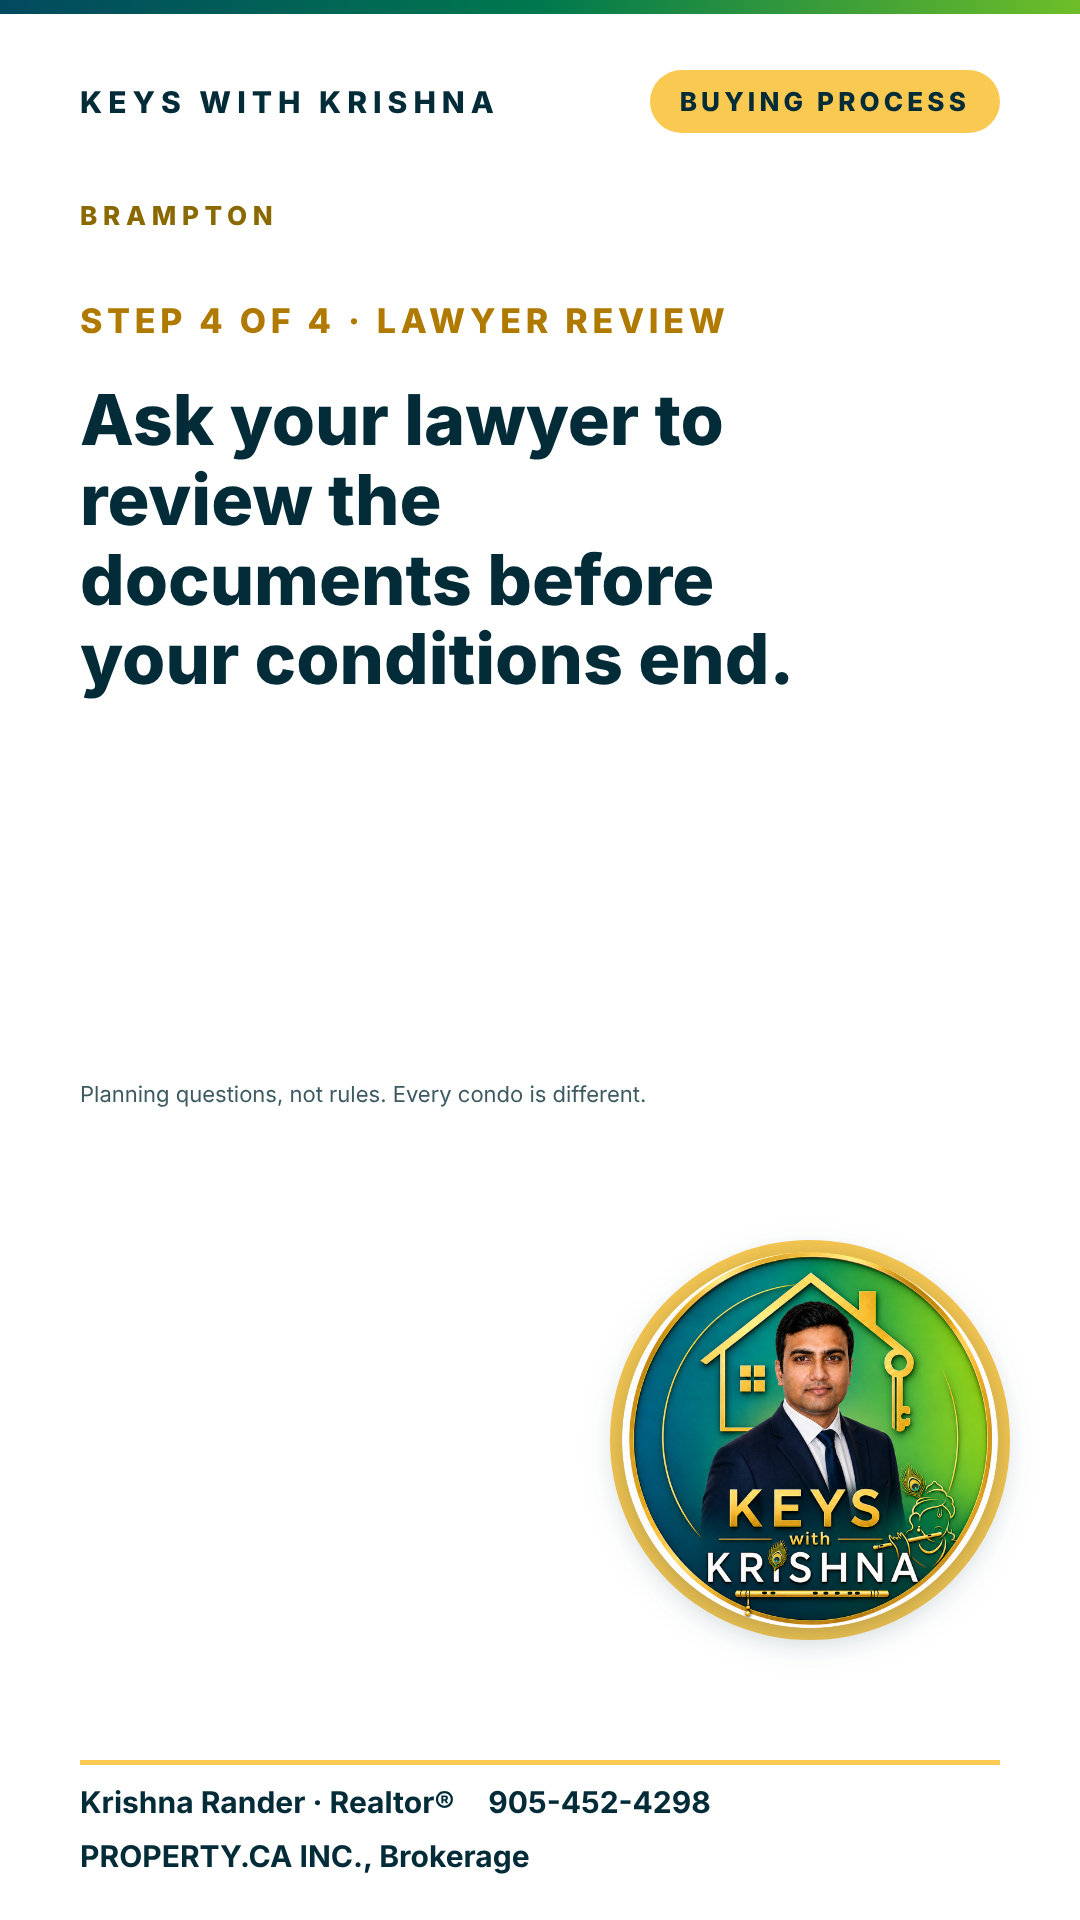 KEYS WITH KRISHNA
BUYING PROCESS
BRAMPTON
STEP 4 OF 4 · LAWYER REVIEW
Ask your lawyer to
review the
documents before
your conditions end.
Planning questions, not rules. Every condo is different.
KEYS
with
KRISHNA
Krishna Rander · Realtor® 905-452-4298
PROPERTY.CA INC., Brokerage